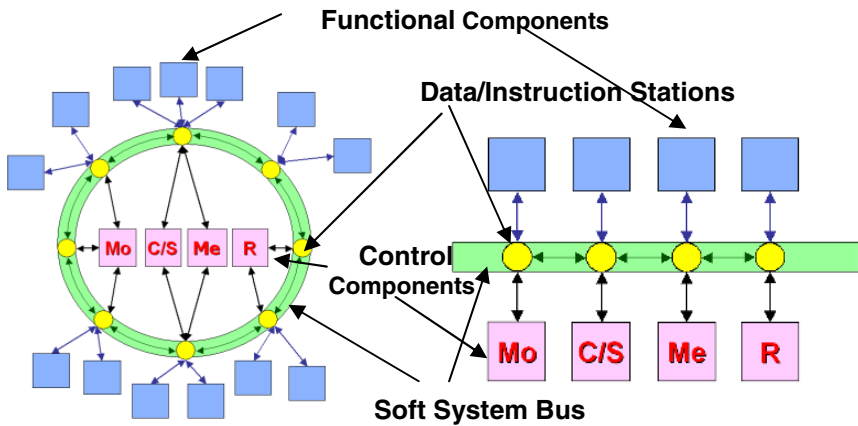 Functional Components
Data/Instruction Stations
Mo C/S Me R
Control
Components
Mo C/S Me R
Soft System Bus